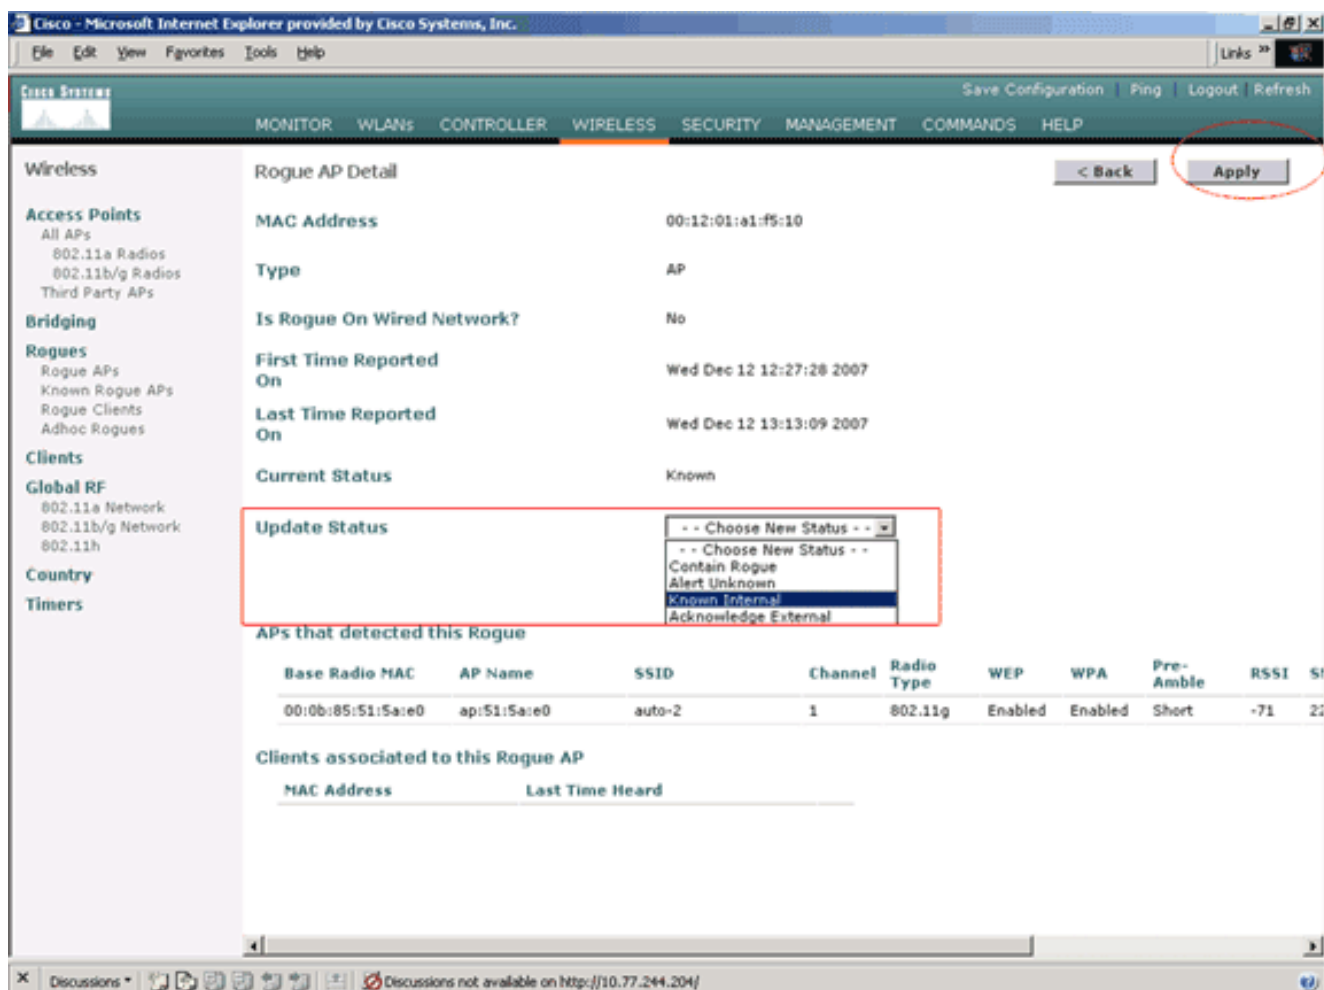 Cisco - Microsoft Internet Explorer provided by Cisco Systems, Inc.
File Edit View Favorites Tools Help
Links »
Cisco Systems
Save Configuration | Ping | Logout | Refresh
MONITOR WLANs CONTROLLER WIRELESS SECURITY MANAGEMENT COMMANDS HELP
Wireless
Access Points
All APs
802.11a Radios
802.11b/g Radios
Third Party APs
Bridging
Rogues
Rogue APs
Known Rogue APs
Rogue Clients
Adhoc Rogues
Clients
Global RF
802.11a Network
802.11b/g Network
802.11h
Country
Timers
Rogue AP Detail
< Back
Apply
MAC Address 00:12:01:a1:f5:10
Type AP
Is Rogue On Wired Network? No
First Time Reported On Wed Dec 12 12:27:28 2007
Last Time Reported On Wed Dec 12 13:13:09 2007
Current Status Known
Update Status - - Choose New Status - -
- - Choose New Status - -
Contain Rogue
Alert Unknown
Known Internal
Acknowledge External
APs that detected this Rogue
Base Radio MAC AP Name SSID Channel Radio Type WEP WPA Pre-Amble RSSI
00:0b:85:51:5a:e0 ap:51:5a:e0 auto-2 1 802.11g Enabled Enabled Short -71 22
Clients associated to this Rogue AP
MAC Address Last Time Heard
Discussions Discussions not available on http://10.77.244.204/